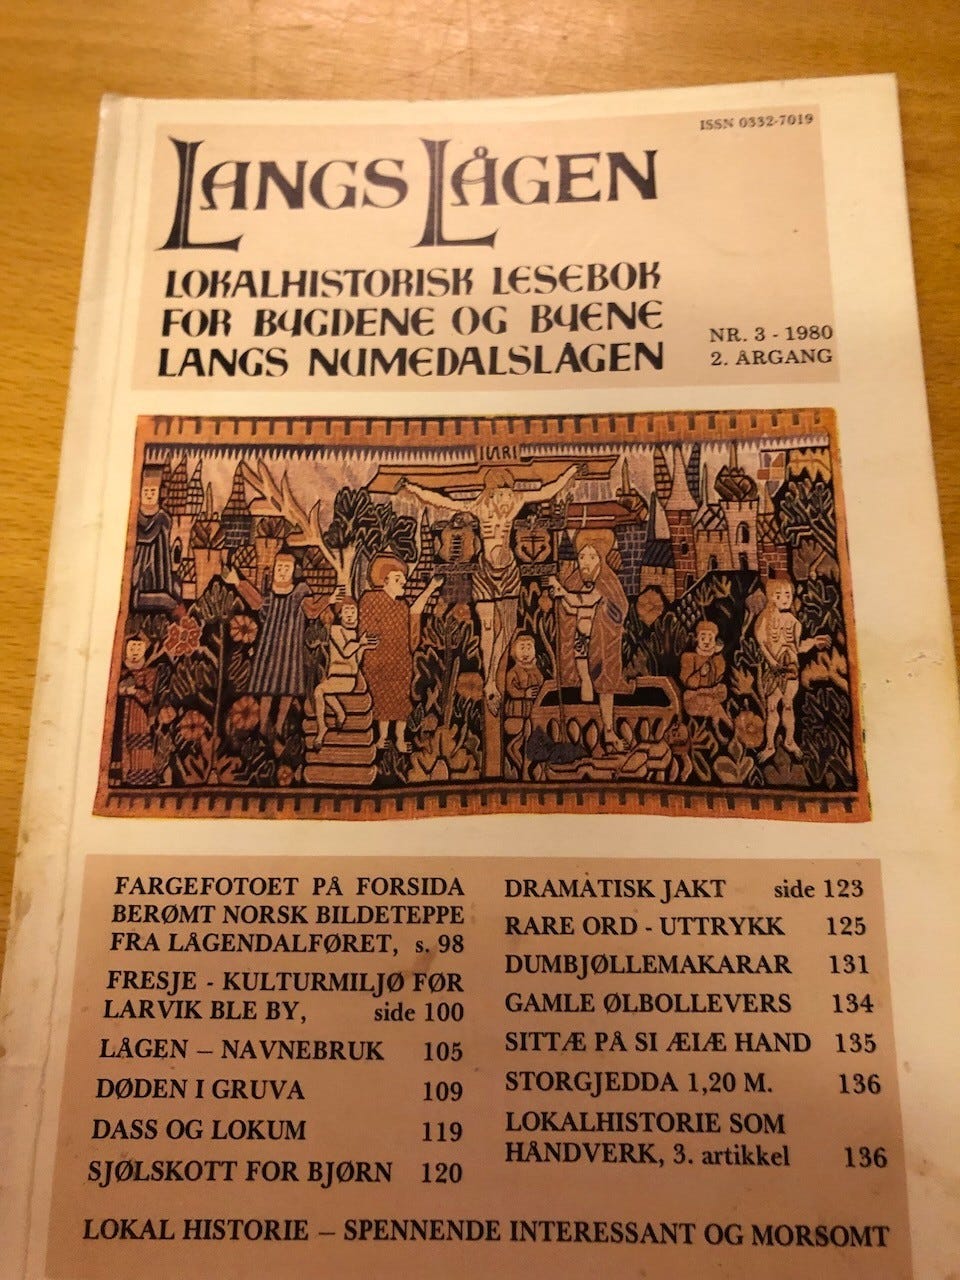 ISSN 0332-7019
LANGS LÅGEN
LOKALHISTORISK LESEBOK
FOR BYGDENE OG BYENE
LANGS NUMEDALSLÅGEN
NR. 3 - 1980
2. ÅRGANG
INRI
FARGEFOTOET PÅ FORSIDA
BERØMT NORSK BILDETEPPE
FRA LÅGENDALFØRET, s. 98
FRESJE - KULTURMILJØ FØR
LARVIK BLE BY, side 100
LÅGEN – NAVNEBRUK 105
DØDEN I GRUVA 109
DASS OG LOKUM 119
SJØLSKOTT FOR BJØRN 120
DRAMATISK JAKT side 123
RARE ORD - UTTRYKK 125
DUMBJØLLEMAKARAR 131
GAMLE ØLBOLLEVERS 134
SITTÆ PÅ SI ÆIÆ HAND 135
STORGJEDDA 1,20 M. 136
LOKALHISTORIE SOM
HÅNDVERK, 3. artikkel 136
LOKAL HISTORIE – SPENNENDE INTERESSANT OG MORSOMT